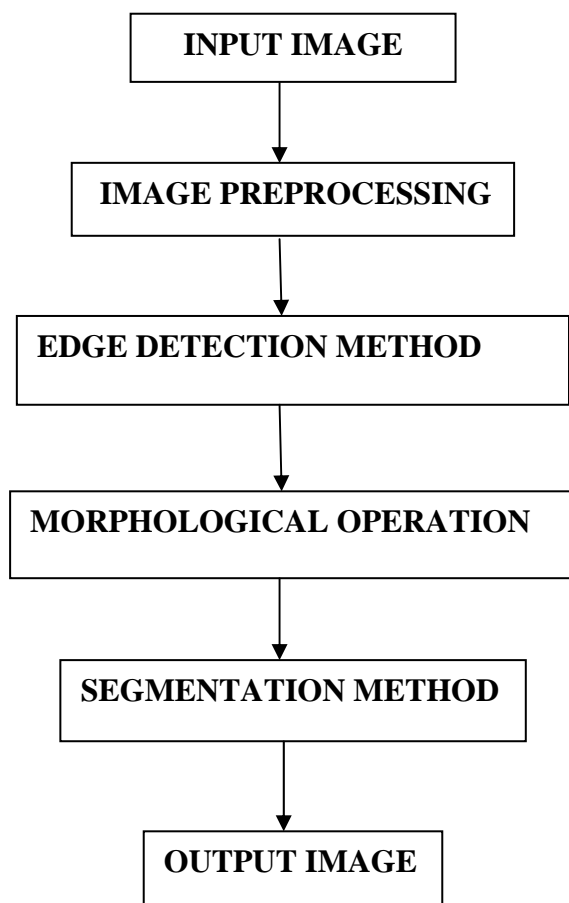 INPUT IMAGE
IMAGE PREPROCESSING
EDGE DETECTION METHOD
MORPHOLOGICAL OPERATION
SEGMENTATION METHOD
OUTPUT IMAGE